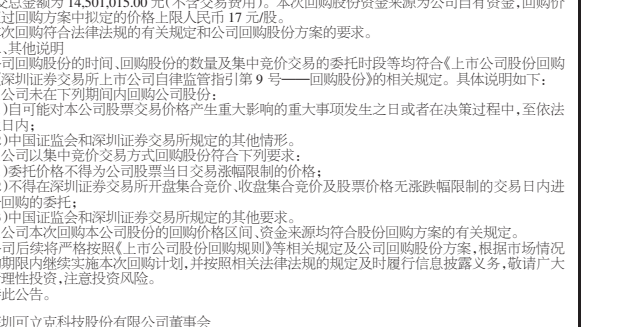 交总金额为 14,501,015.00 元(不含交易费用)。本次回购股份资金来源为公司自有资金,回购价
过回购方案中拟定的价格上限人民币 17 元/股。
次回购符合法律法规的有关规定和公司回购股份方案的要求。
、其他说明
司回购股份的时间、回购股份的数量及集中竞价交易的委托时段等均符合《上市公司股份回购
深圳证券交易所上市公司自律监管指引第 9 号——回购股份》的相关规定。具体说明如下:
公司未在下列期间内回购公司股份:
)自可能对本公司股票交易价格产生重大影响的重大事项发生之日或者在决策过程中,至依法
日内;
)中国证监会和深圳证券交易所规定的其他情形。
公司以集中竞价交易方式回购股份符合下列要求:
)委托价格不得为公司股票当日交易涨幅限制的价格;
)不得在深圳证券交易所开盘集合竞价、收盘集合竞价及股票价格无涨跌幅限制的交易日内进
回购的委托;
)中国证监会和深圳证券交易所规定的其他要求。
公司本次回购本公司股份的回购价格区间、资金来源均符合股份回购方案的有关规定。
司后续将严格按照《上市公司股份回购规则》等相关规定及公司回购股份方案,根据市场情况
期限内继续实施本次回购计划,并按照相关法律法规的规定及时履行信息披露义务,敬请广大
理性投资,注意投资风险。
此公告。
圳可立克科技股份有限公司董事会